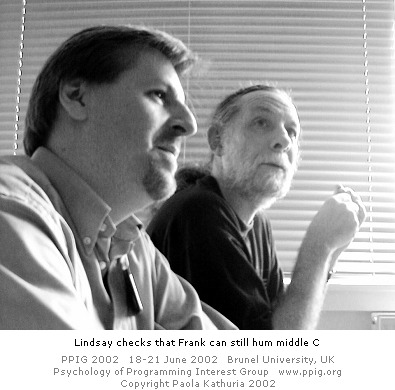 Lindsay checks that Frank can still hum middle C
PPIG 2002 18-21 June 2002 Brunel University, UK
Psychology of Programming Interest Group www.ppig.org
Copyright Paola Kathuria 2002